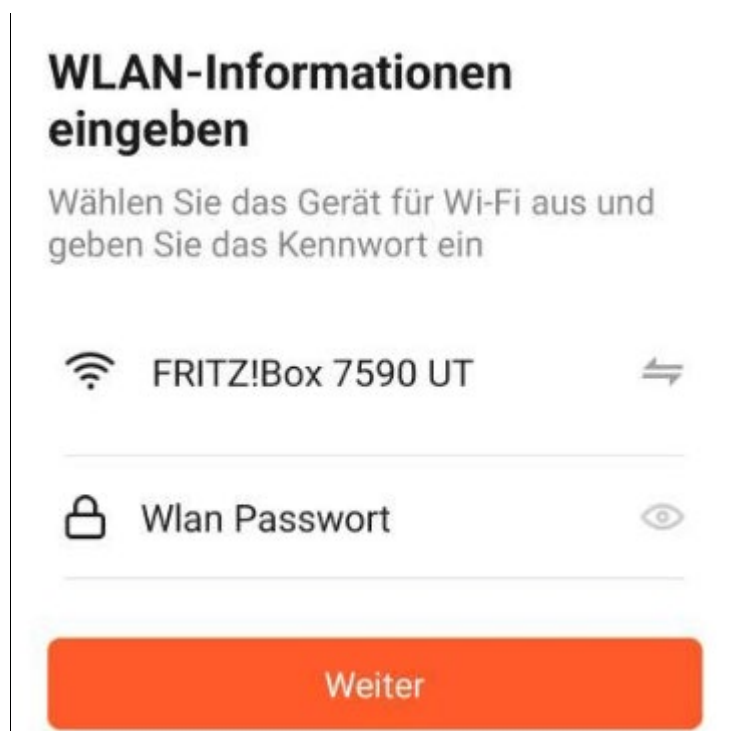 WLAN-Informationen
eingeben
Wählen Sie das Gerät für Wi-Fi aus und
geben Sie das Kennwort ein
FRITZ!Box 7590 UT
Wlan Passwort
Weiter